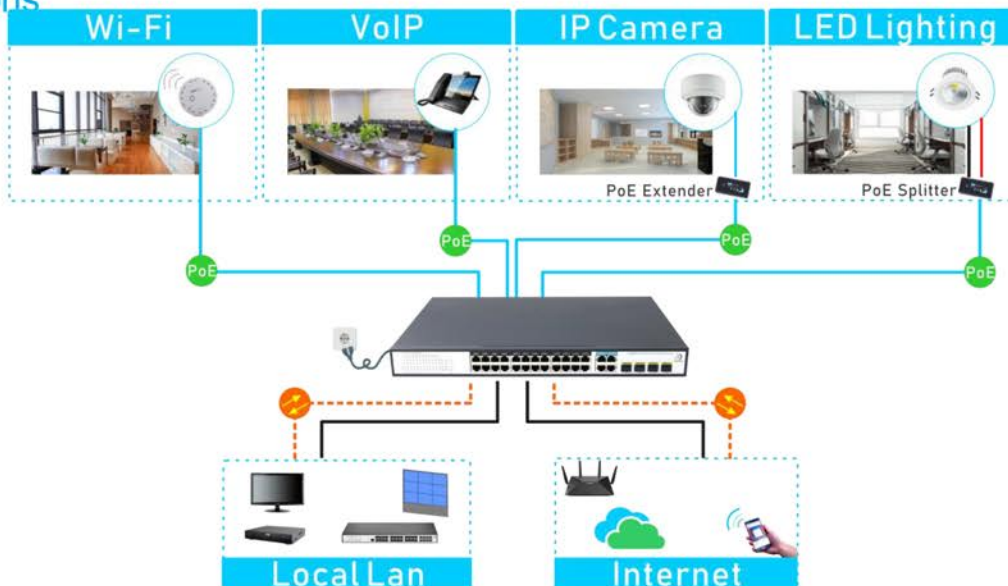 Wi-Fi
VoIP
IP Camera
LED Lighting
PoE Extender
PoE Splitter
PoE
PoE
PoE
PoE
Local Lan
Internet